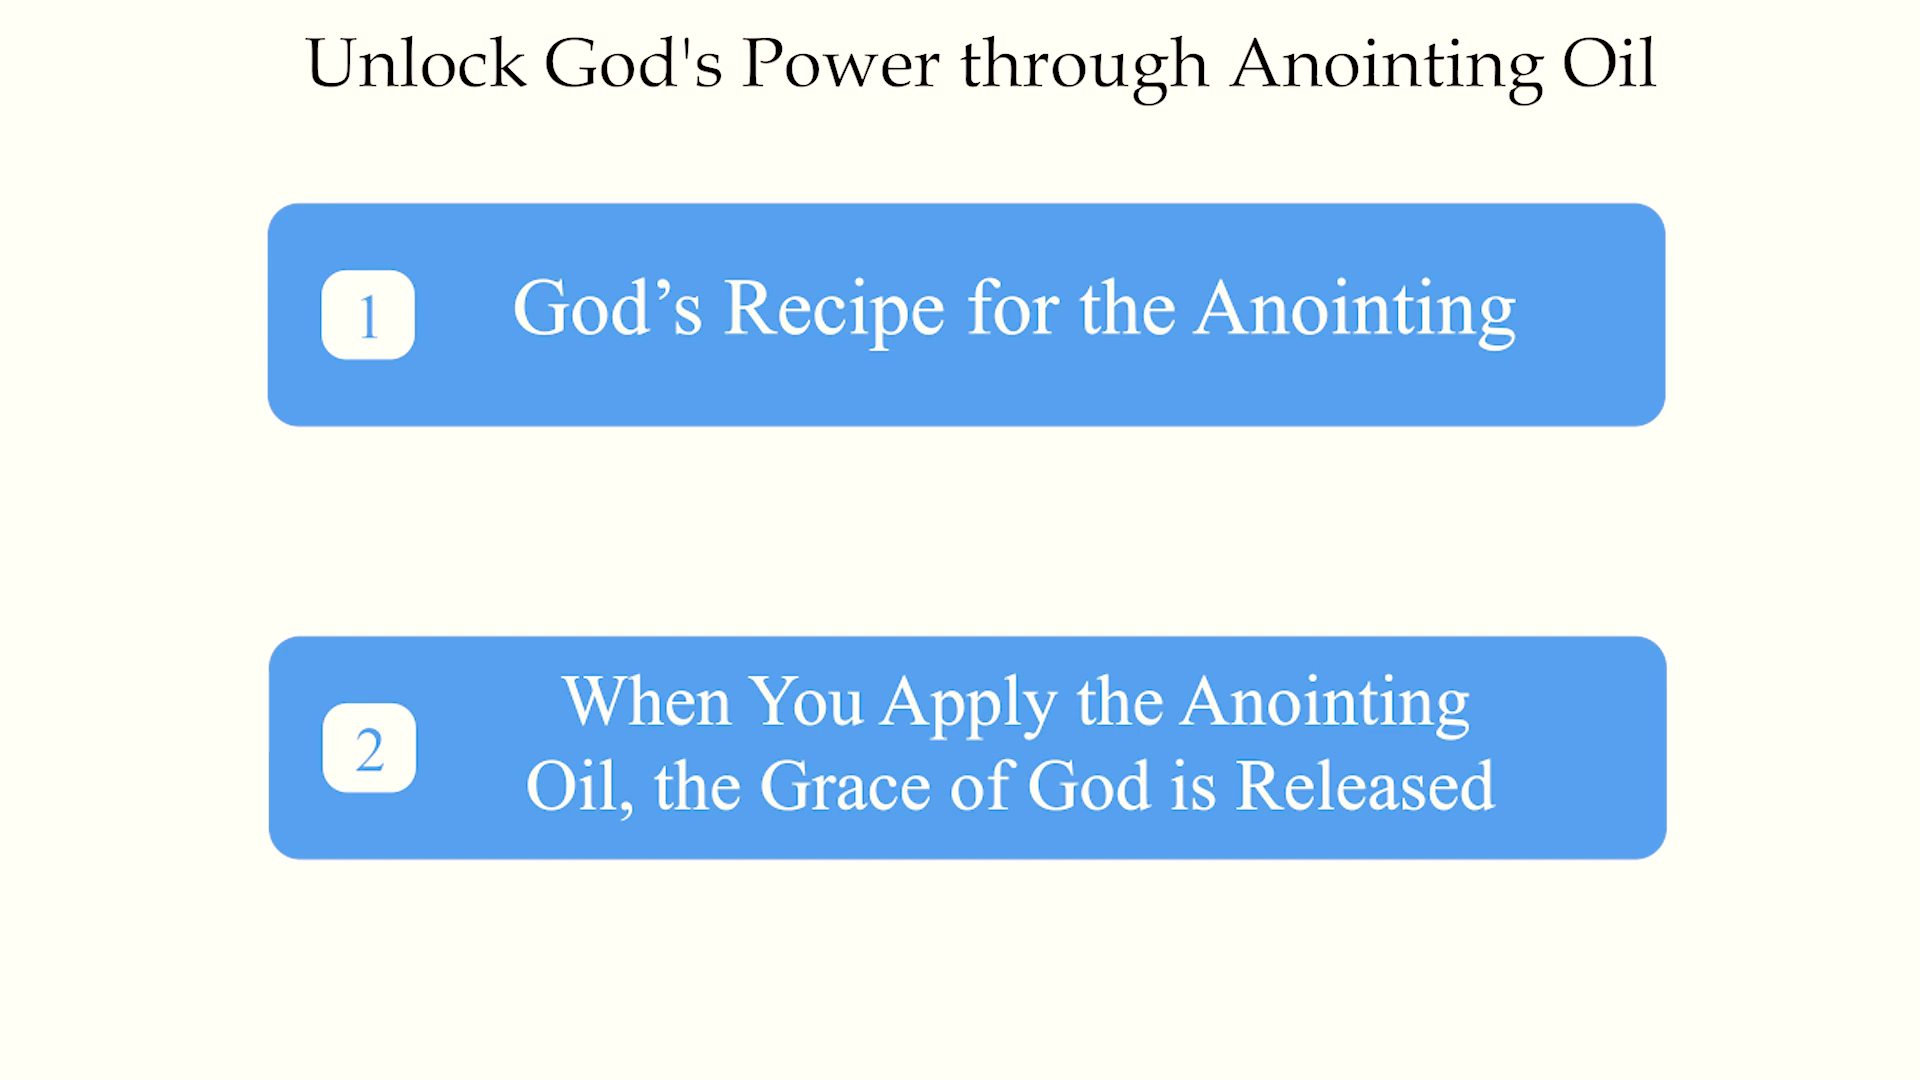 Unlock God's Power through Anointing Oil
1
God’s Recipe for the Anointing
2
When You Apply the Anointing
Oil, the Grace of God is Released